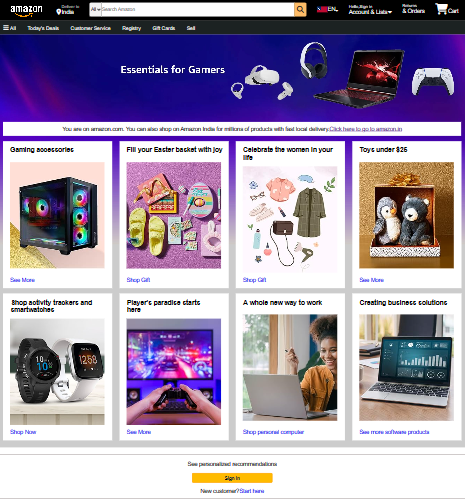 amazon
Deliver to
India
All
Search Amazon
EN
Hello,Sign in
Account & Lists
Returns
& Orders
Cart
All Today's Deals Customer Service Registry Gift Cards Sell
Essentials for Gamers
You are on amazon.com. You can also shop on Amazon India for millions of products with fast local delivery.Click here to go to amazon.in
Gaming accessories
Fill your Easter basket with joy
Celebrate the women in your
life
Toys under $25
See More
Shop Gift
Shop Gift
See More
Shop activity trackers and
smartwatches
Player's paradise starts
here
A whole new way to work
Creating business solutions
Shop Now
See More
Shop personal computer
See more software products
See personalized recommendations
Sign in
New customer?Start here